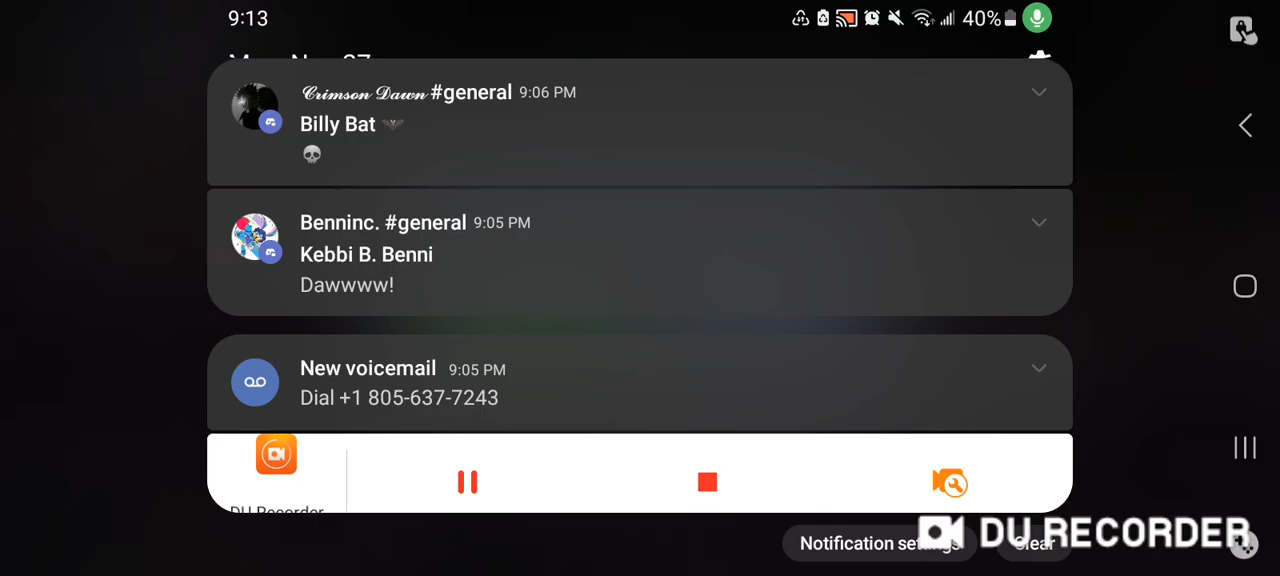 9:13
40%
𝒞𝓇𝒾𝓂𝓈𝑜𝓃 𝒟𝒶𝓌𝓃 #general 9:06 PM
Billy Bat 🦇
💀
Benninc. #general 9:05 PM
Kebbi B. Benni
Dawwww!
New voicemail 9:05 PM
Dial +1 805-637-7243
DU Recorder
Notification settings
Clear
DU RECORDER